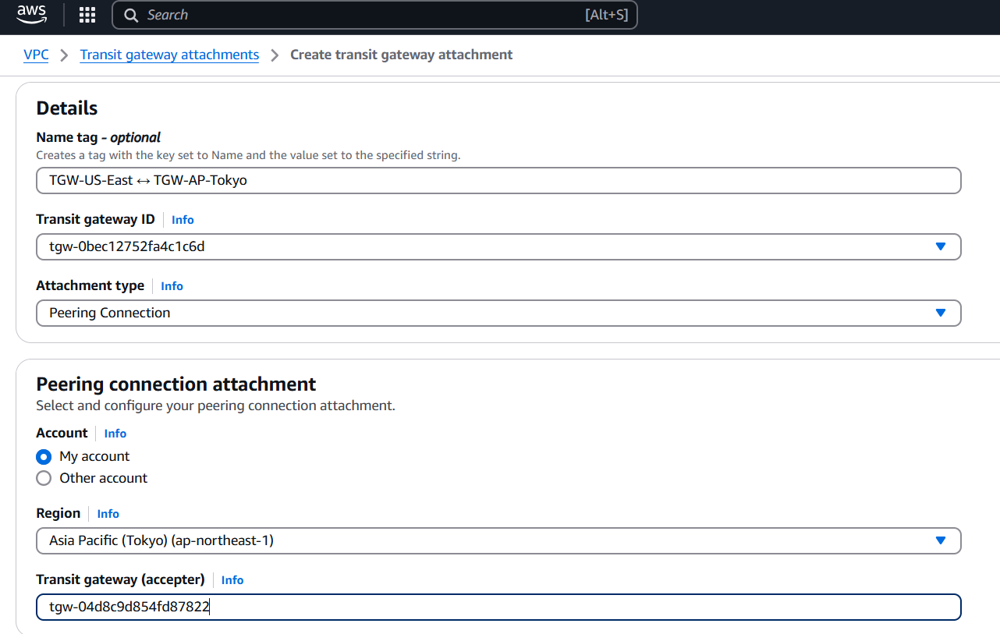 aws Search [Alt+S]
VPC > Transit gateway attachments > Create transit gateway attachment
Details
Name tag - optional
Creates a tag with the key set to Name and the value set to the specified string.
TGW-US-East ↔ TGW-AP-Tokyo
Transit gateway ID Info
tgw-0bec12752fa4c1c6d
Attachment type Info
Peering Connection
Peering connection attachment
Select and configure your peering connection attachment.
Account Info
My account
Other account
Region Info
Asia Pacific (Tokyo) (ap-northeast-1)
Transit gateway (accepter) Info
tgw-04d8c9d854fd87822